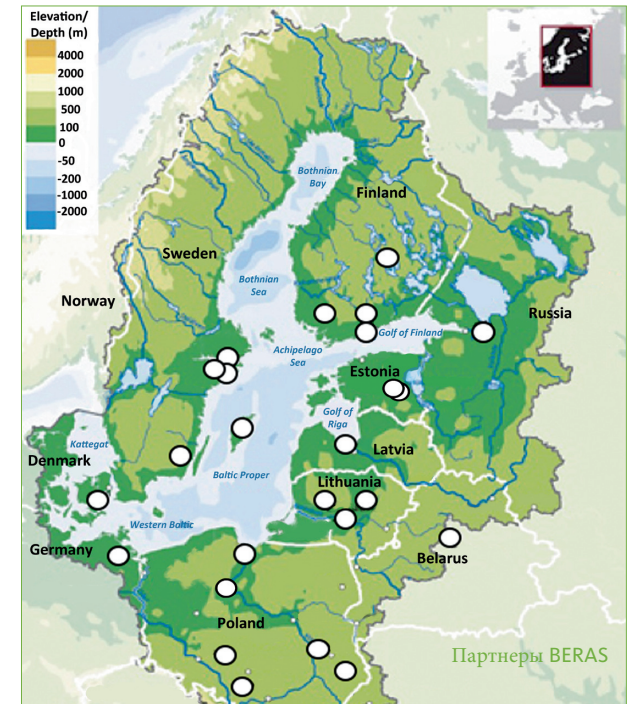 Elevation/
Depth (m)
4000
2000
1000
500
100
0
-50
-200
-1000
-2000
Bothnian
Bay
Finland
Sweden
Bothnian
Sea
Norway
Russia
Golf of Finland
Achipelago
Sea
Estonia
Golf of
Riga
Kattegat
Latvia
Denmark
Baltic Proper
Lithuania
Western Baltic
Germany
Belarus
Poland
Партнеры BERAS